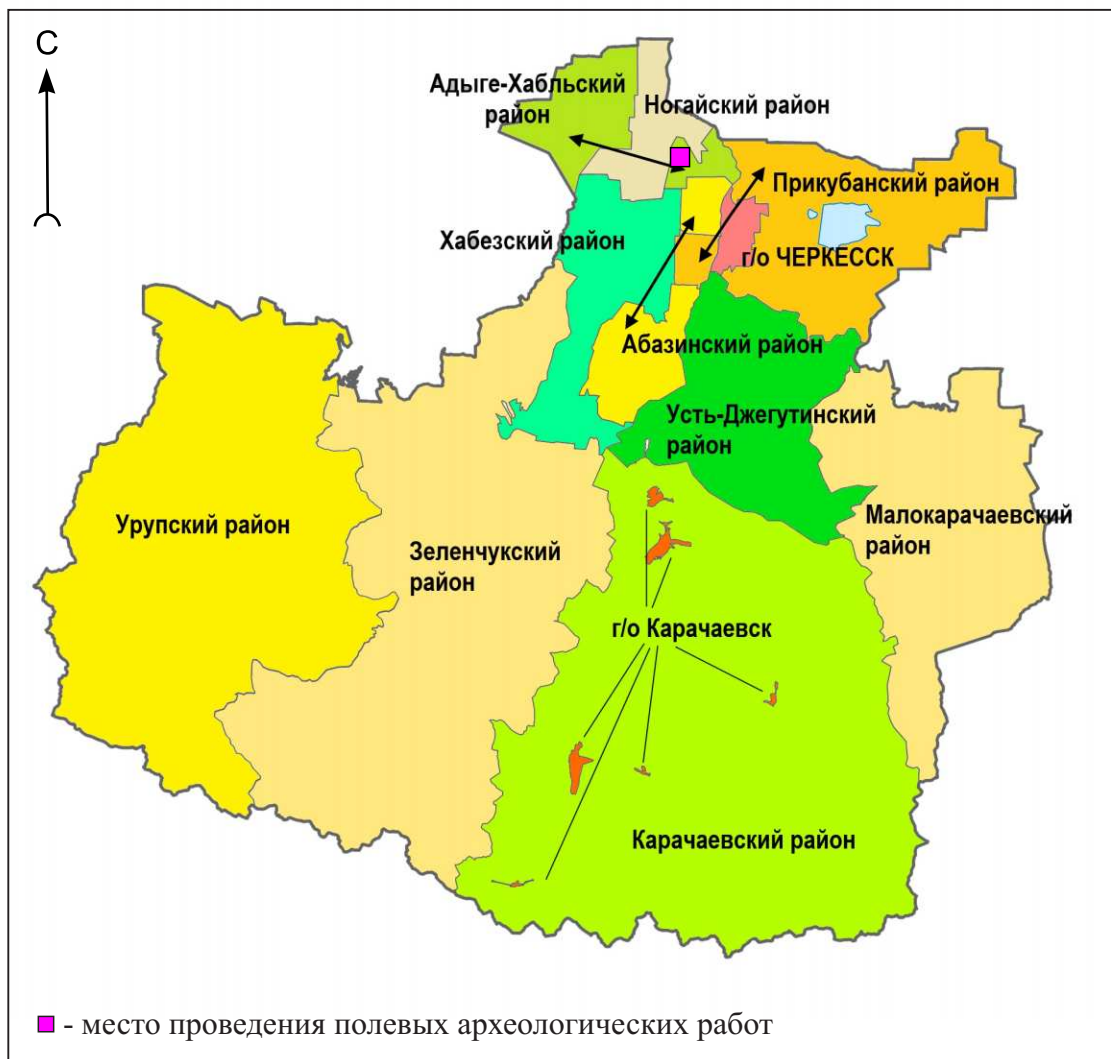 С
Адыге-Хабльский
район
Ногайский район
Прикубанский район
Хабезский район
г/о ЧЕРКЕССК
Абазинский район
Усть-Джегутинский
район
Урупский район
Зеленчукский
район
Малокарачаевский
район
г/о Карачаевск
Карачаевский район
- место проведения полевых археологических работ